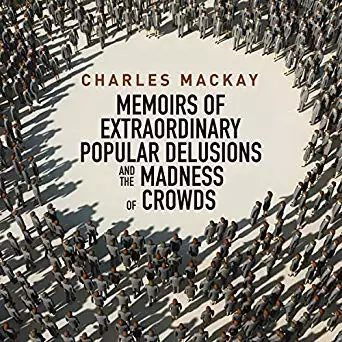 CHARLES MACKAY
MEMOIRS OF
EXTRAORDINARY
POPULAR DELUSIONS
AND THE MADNESS
OF CROWDS